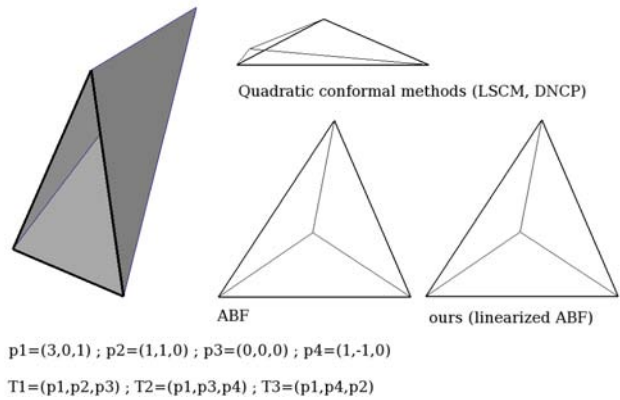 Quadratic conformal methods (LSCM, DNCP)
ABF
ours (linearized ABF)
p1=(3,0,1) ; p2=(1,1,0) ; p3=(0,0,0) ; p4=(1,-1,0)
T1=(p1,p2,p3) ; T2=(p1,p3,p4) ; T3=(p1,p4,p2)